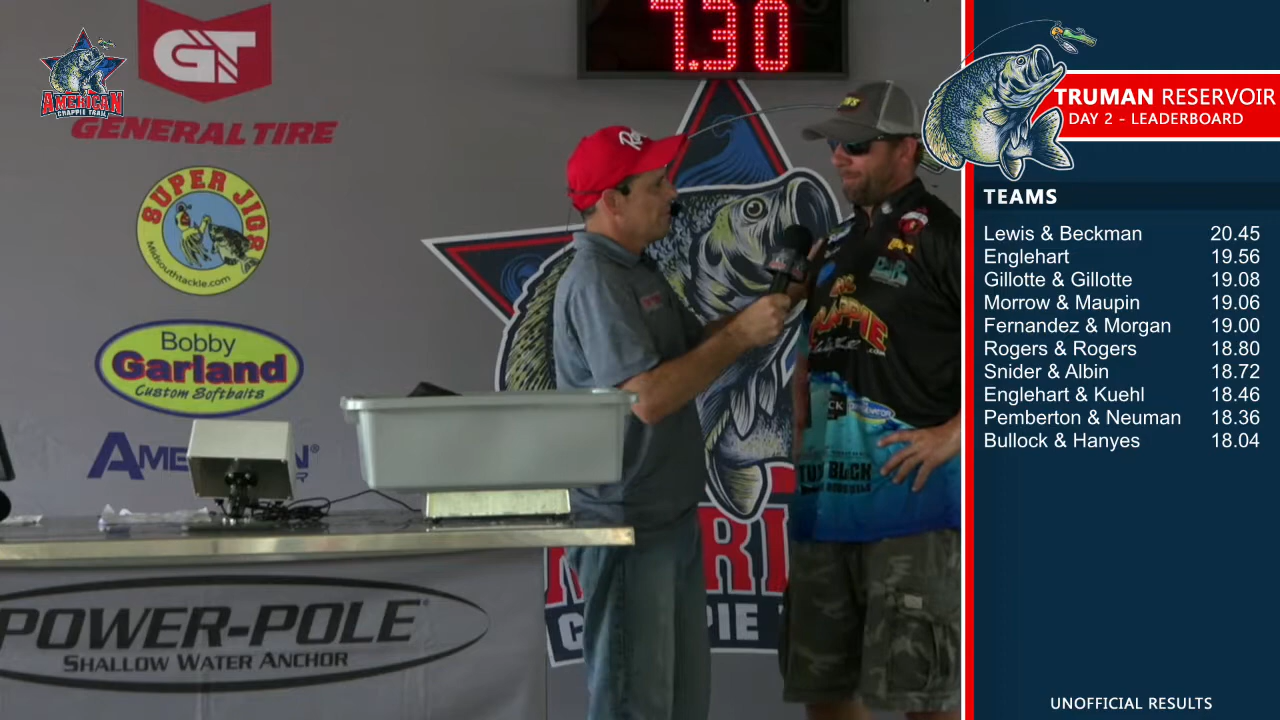 7.30
GT
GENERAL TIRE
AMERICAN
CRAPPIE TRAIL
SUPER JIGS
Midsouthtackle.com
Bobby
Garland
Custom Softbaits
POWER-POLE
SHALLOW WATER ANCHOR
TRUMAN RESERVOIR
DAY 2 - LEADERBOARD
TEAMS
Lewis & Beckman 20.45
Englehart 19.56
Gillotte & Gillotte 19.08
Morrow & Maupin 19.06
Fernandez & Morgan 19.00
Rogers & Rogers 18.80
Snider & Albin 18.72
Englehart & Kuehl 18.46
Pemberton & Neuman 18.36
Bullock & Hanyes 18.04
UNOFFICIAL RESULTS